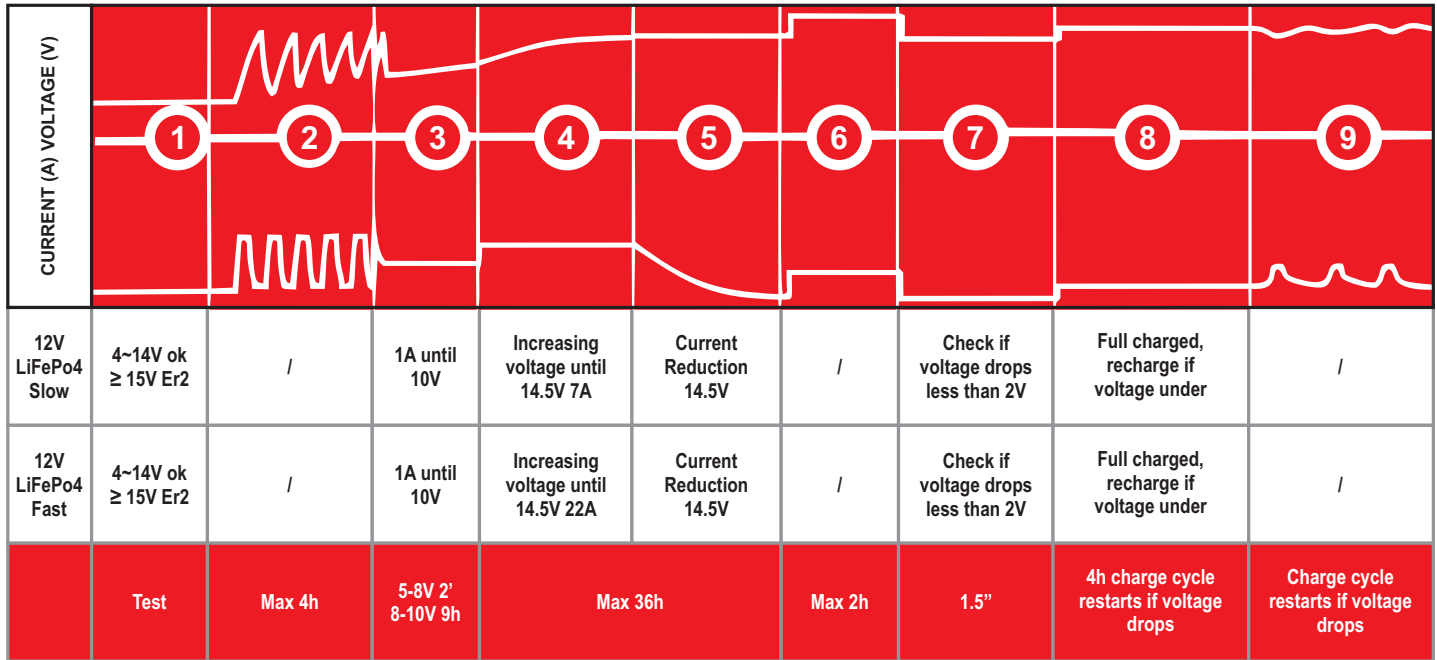 CURRENT (A) VOLTAGE (V)
1
2
3
4
5
6
7
8
9
12V
LiFePo4
Slow
4~14V ok
≥ 15V Er2
/
1A until
10V
Increasing
voltage until
14.5V 7A
Current
Reduction
14.5V
/
Check if
voltage drops
less than 2V
Full charged,
recharge if
voltage under
/
12V
LiFePo4
Fast
4~14V ok
≥ 15V Er2
/
1A until
10V
Increasing
voltage until
14.5V 22A
Current
Reduction
14.5V
/
Check if
voltage drops
less than 2V
Full charged,
recharge if
voltage under
/
Test
Max 4h
5-8V 2’
8-10V 9h
Max 36h
Max 2h
1.5”
4h charge cycle
restarts if voltage
drops
Charge cycle
restarts if voltage
drops